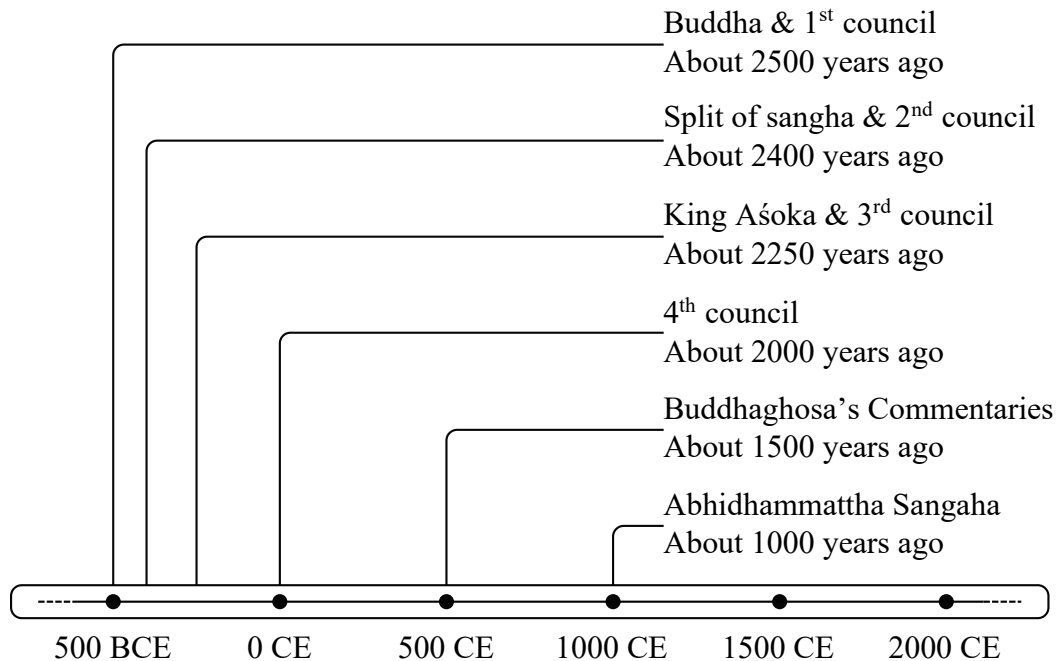 Buddha & 1st council
About 2500 years ago
Split of sangha & 2nd council
About 2400 years ago
King Aśoka & 3rd council
About 2250 years ago
4th council
About 2000 years ago
Buddhaghosa’s Commentaries
About 1500 years ago
Abhidhammattha Sangaha
About 1000 years ago
500 BCE 0 CE 500 CE 1000 CE 1500 CE 2000 CE